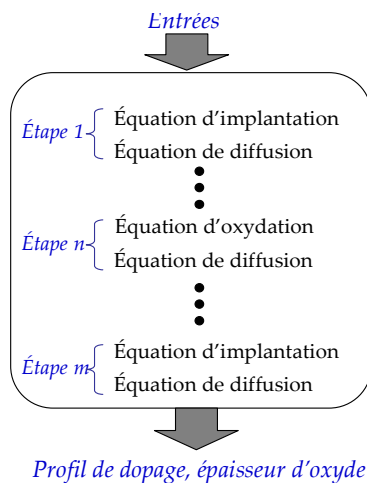 Entrées
Étape 1
Équation d'implantation
Équation de diffusion
Étape n
Équation d'oxydation
Équation de diffusion
Étape m
Équation d'implantation
Équation de diffusion
Profil de dopage, épaisseur d'oxyde